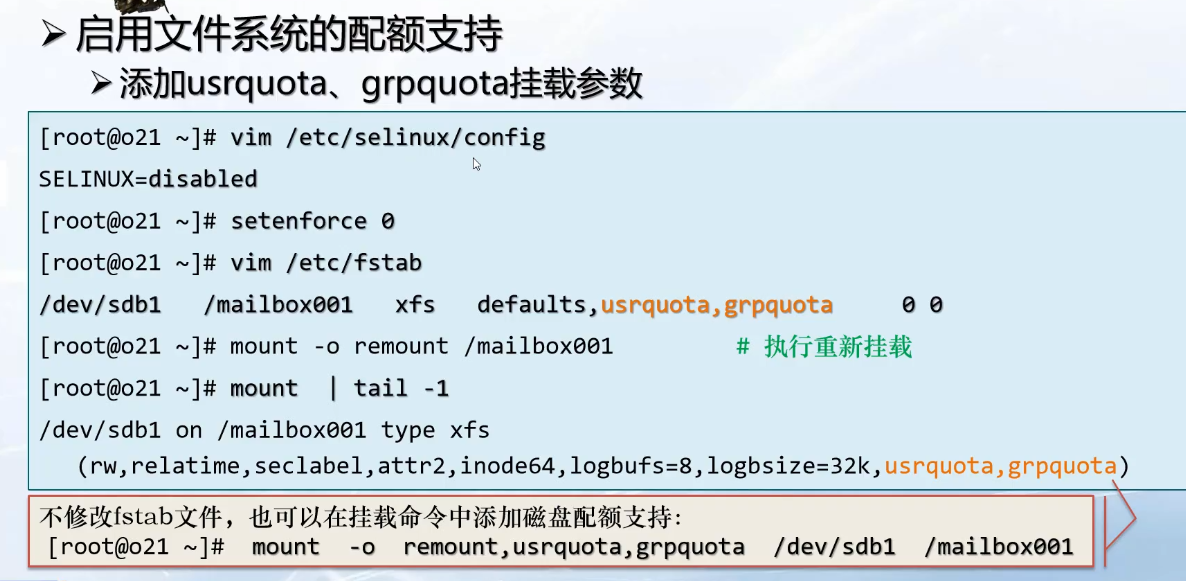 ➢ 启用文件系统的配额支持
➢ 添加usrquota、grpquota挂载参数
[root@o21 ~]# vim /etc/selinux/config
SELINUX=disabled
[root@o21 ~]# setenforce 0
[root@o21 ~]# vim /etc/fstab
/dev/sdb1 /mailbox001 xfs defaults,usrquota,grpquota 0 0
[root@o21 ~]# mount -o remount /mailbox001 # 执行重新挂载
[root@o21 ~]# mount | tail -1
/dev/sdb1 on /mailbox001 type xfs
(rw,relatime,seclabel,attr2,inode64,logbufs=8,logbsize=32k,usrquota,grpquota)
不修改fstab文件，也可以在挂载命令中添加磁盘配额支持：
[root@o21 ~]# mount -o remount,usrquota,grpquota /dev/sdb1 /mailbox001